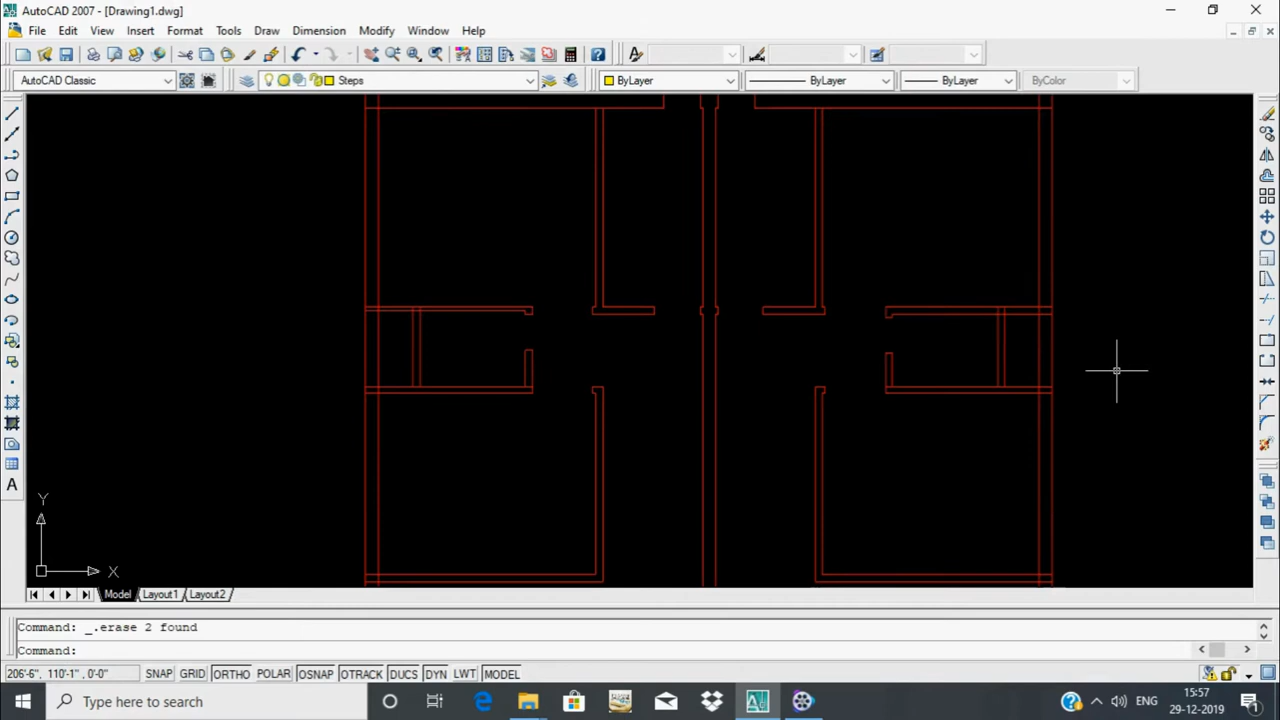 AutoCAD 2007 - [Drawing1.dwg]
File Edit View Insert Format Tools Draw Dimension Modify Window Help
AutoCAD Classic Steps ByLayer ByLayer ByLayer ByColor
A
Y
X
Model Layout1 Layout2
Command: _.erase 2 found
Command:
206'-6", 110'-1", 0'-0" SNAP GRID ORTHO POLAR OSNAP OTRACK DUCS DYN LWT MODEL
Type here to search
ENG
15:57
29-12-2019